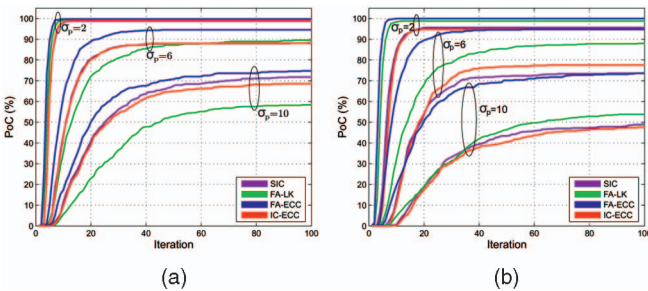 100
90
80
70
60
50
40
30
20
10
0
PoC (%)
0 20 40 60 80 100
Iteration
σp=2
σp=6
σp=10
SIC
FA-LK
FA-ECC
IC-ECC
(a)
100
90
80
70
60
50
40
30
20
10
0
PoC (%)
0 20 40 60 80 100
Iteration
σp=2
σp=6
σp=10
SIC
FA-LK
FA-ECC
IC-ECC
(b)